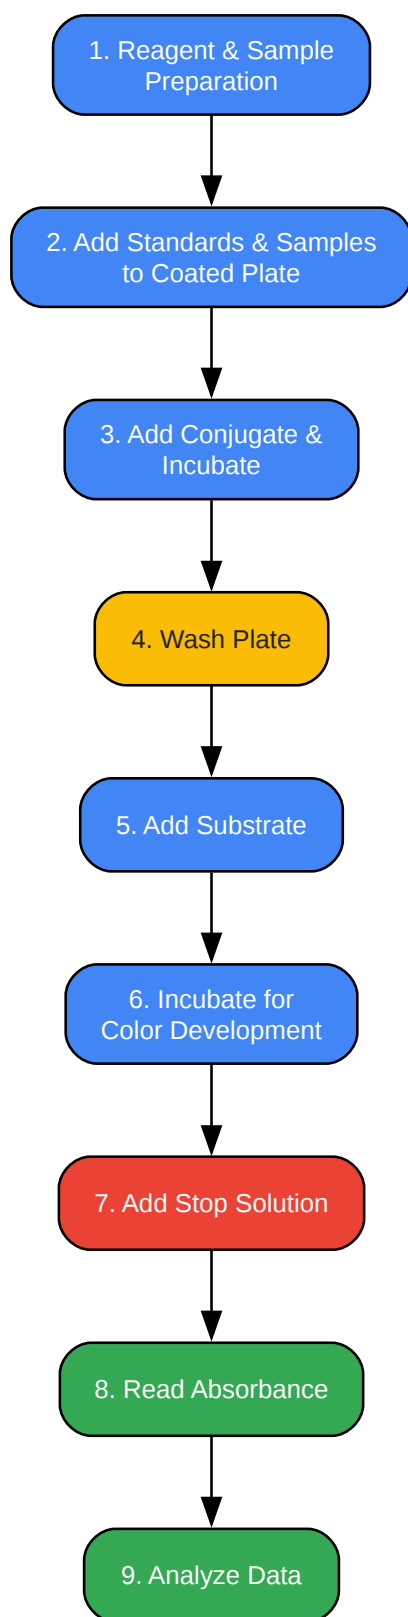 1. Reagent & Sample
Preparation
2. Add Standards & Samples
to Coated Plate
3. Add Conjugate &
Incubate
4. Wash Plate
5. Add Substrate
6. Incubate for
Color Development
7. Add Stop Solution
8. Read Absorbance
9. Analyze Data